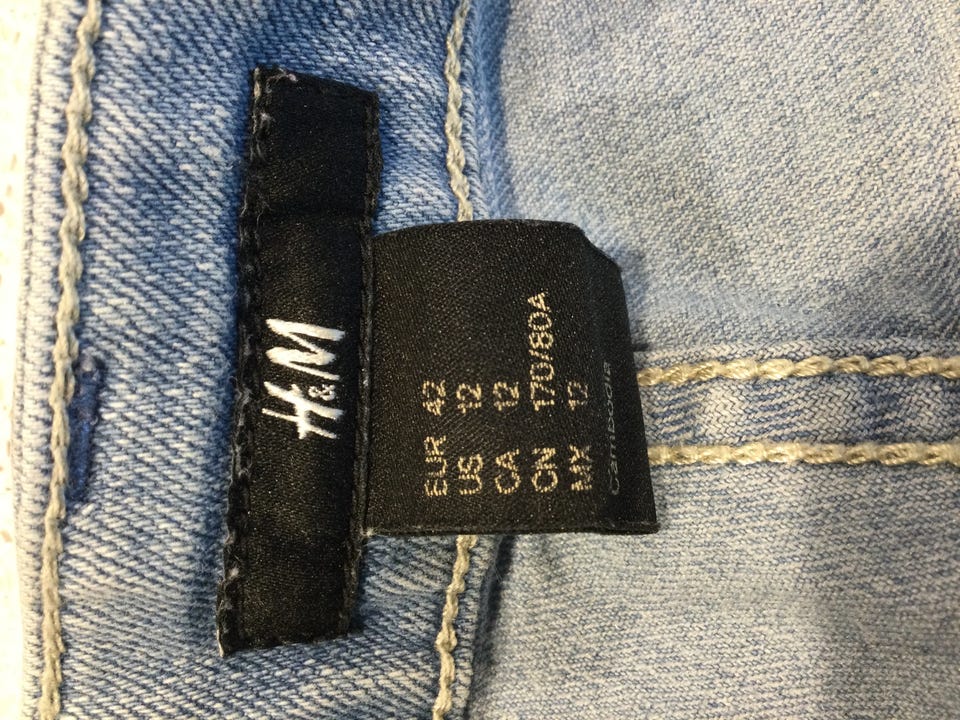 H&M
EUR 42
US 12
CA 12
CN 170/80A
MX 12
Cambodia